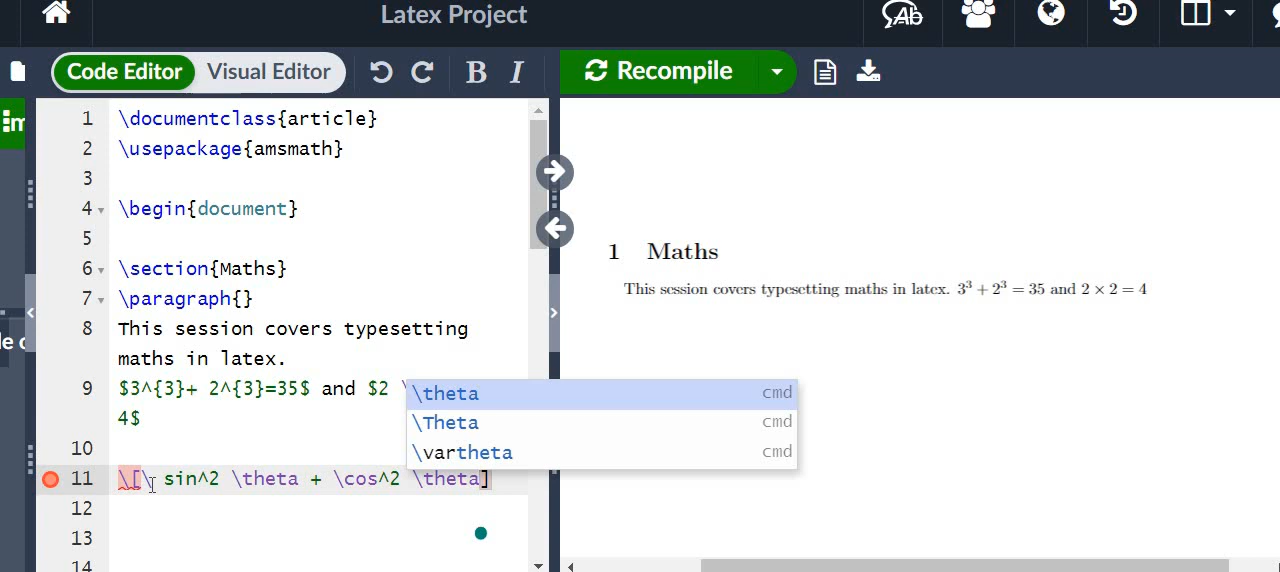 Latex Project
Code Editor
Visual Editor
B
I
Recompile
1 \documentclass{article}
2 \usepackage{amsmath}
3
4 \begin{document}
5
6 \section{Maths}
7 \paragraph{}
8 This session covers typesetting
maths in latex.
9 $3^{3}+ 2^{3}=35$ and $2 \
4$
10
11 \[\ sin^2 \theta + \cos^2 \theta]
12
13
14
\theta cmd
\Theta cmd
\vartheta cmd
1 Maths
This session covers typesetting maths in latex. 3³ + 2³ = 35 and 2 × 2 = 4